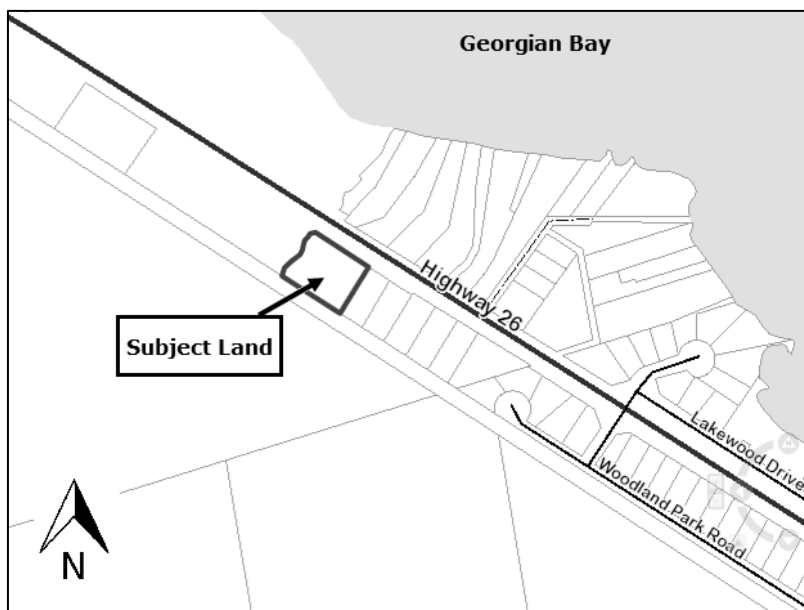 Georgian Bay
Highway 26
Subject Land
Lakewood Drive
Woodland Park Road
N